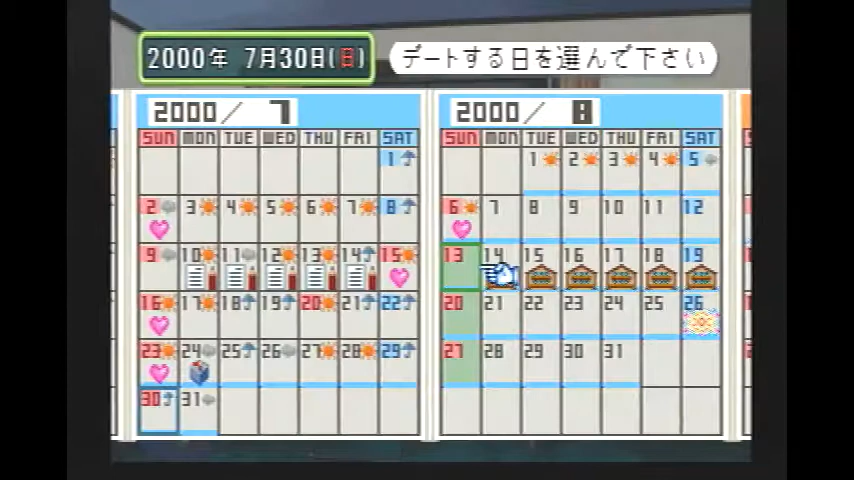 2000年 7月30日(日)
デートする日を選んで下さい
2000/ 7
SUN MON TUE WED THU FRI SAT
1
2 3 4 5 6 7 8
9 10 11 12 13 14 15
16 17 18 19 20 21 22
23 24 25 26 27 28 29
30 31
2000/ 8
SUN MON TUE WED THU FRI SAT
1 2 3 4 5
6 7 8 9 10 11 12
13 14 15 16 17 18 19
20 21 22 23 24 25 26
27 28 29 30 31